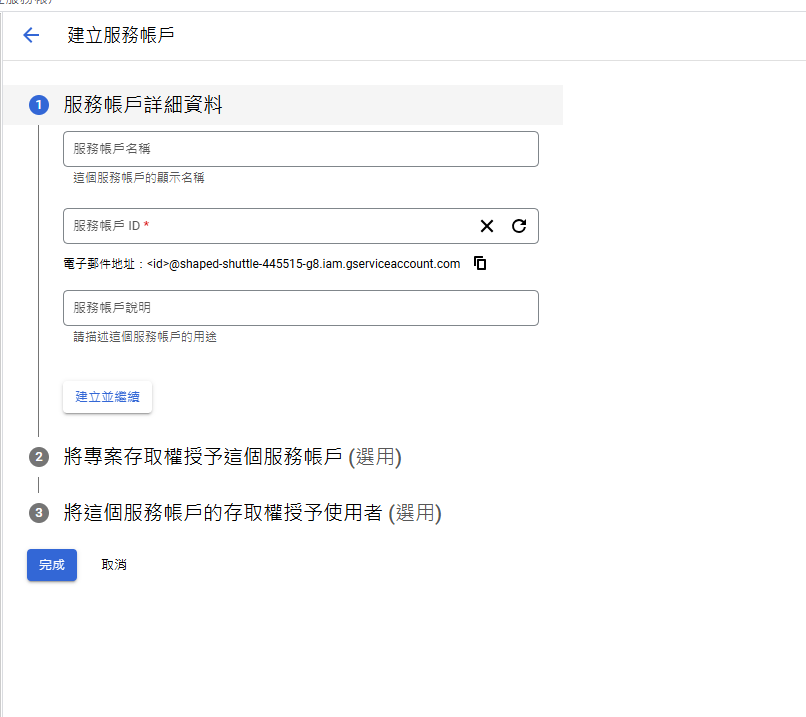 建立服務帳戶
1 服務帳戶詳細資料
服務帳戶名稱
這個服務帳戶的顯示名稱
服務帳戶 ID *
電子郵件地址：<id>@shaped-shuttle-445515-g8.iam.gserviceaccount.com
服務帳戶說明
請描述這個服務帳戶的用途
建立並繼續
2 將專案存取權授予這個服務帳戶 (選用)
3 將這個服務帳戶的存取權授予使用者 (選用)
完成 取消